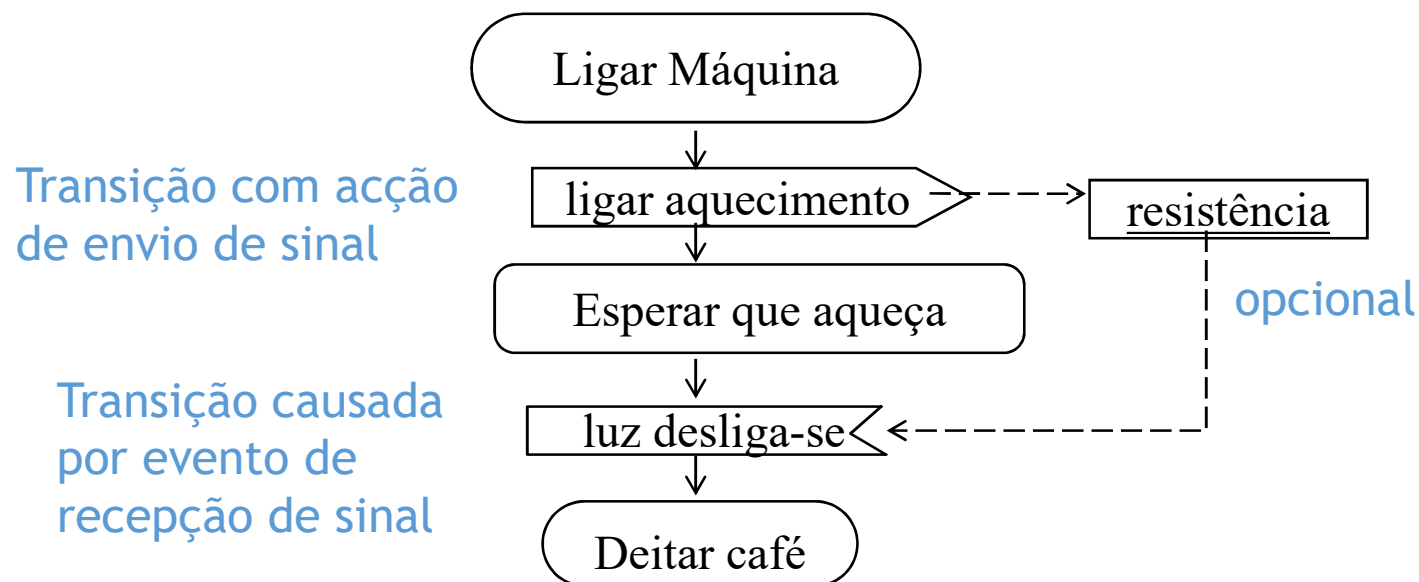 Ligar Máquina
Transição com acção
de envio de sinal
ligar aquecimento
resistência
Esperar que aqueça
opcional
Transição causada
por evento de
recepção de sinal
luz desliga-se
Deitar café